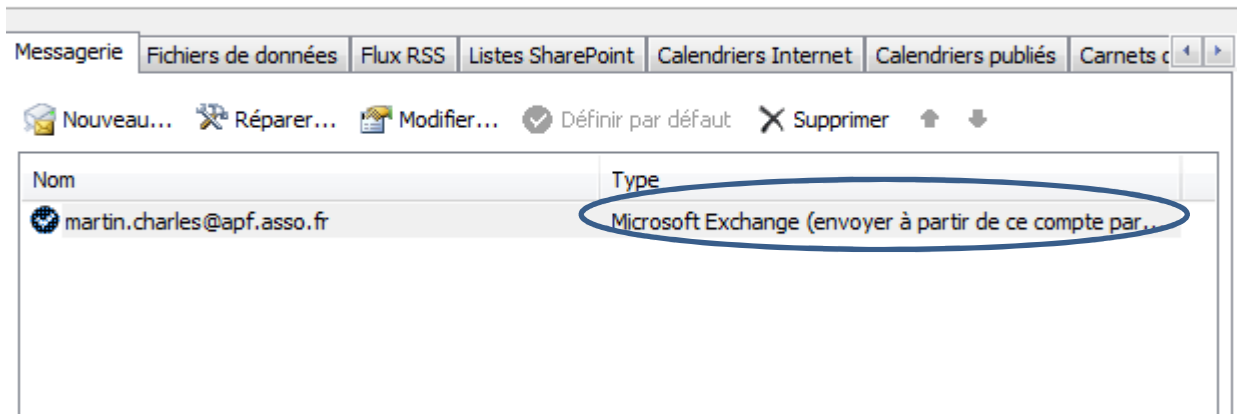 Messagerie Fichiers de données Flux RSS Listes SharePoint Calendriers Internet Calendriers publiés Carnets
Nouveau... Réparer... Modifier... Définir par défaut Supprimer
Nom Type
martin.charles@apf.asso.fr Microsoft Exchange (envoyer à partir de ce compte par...